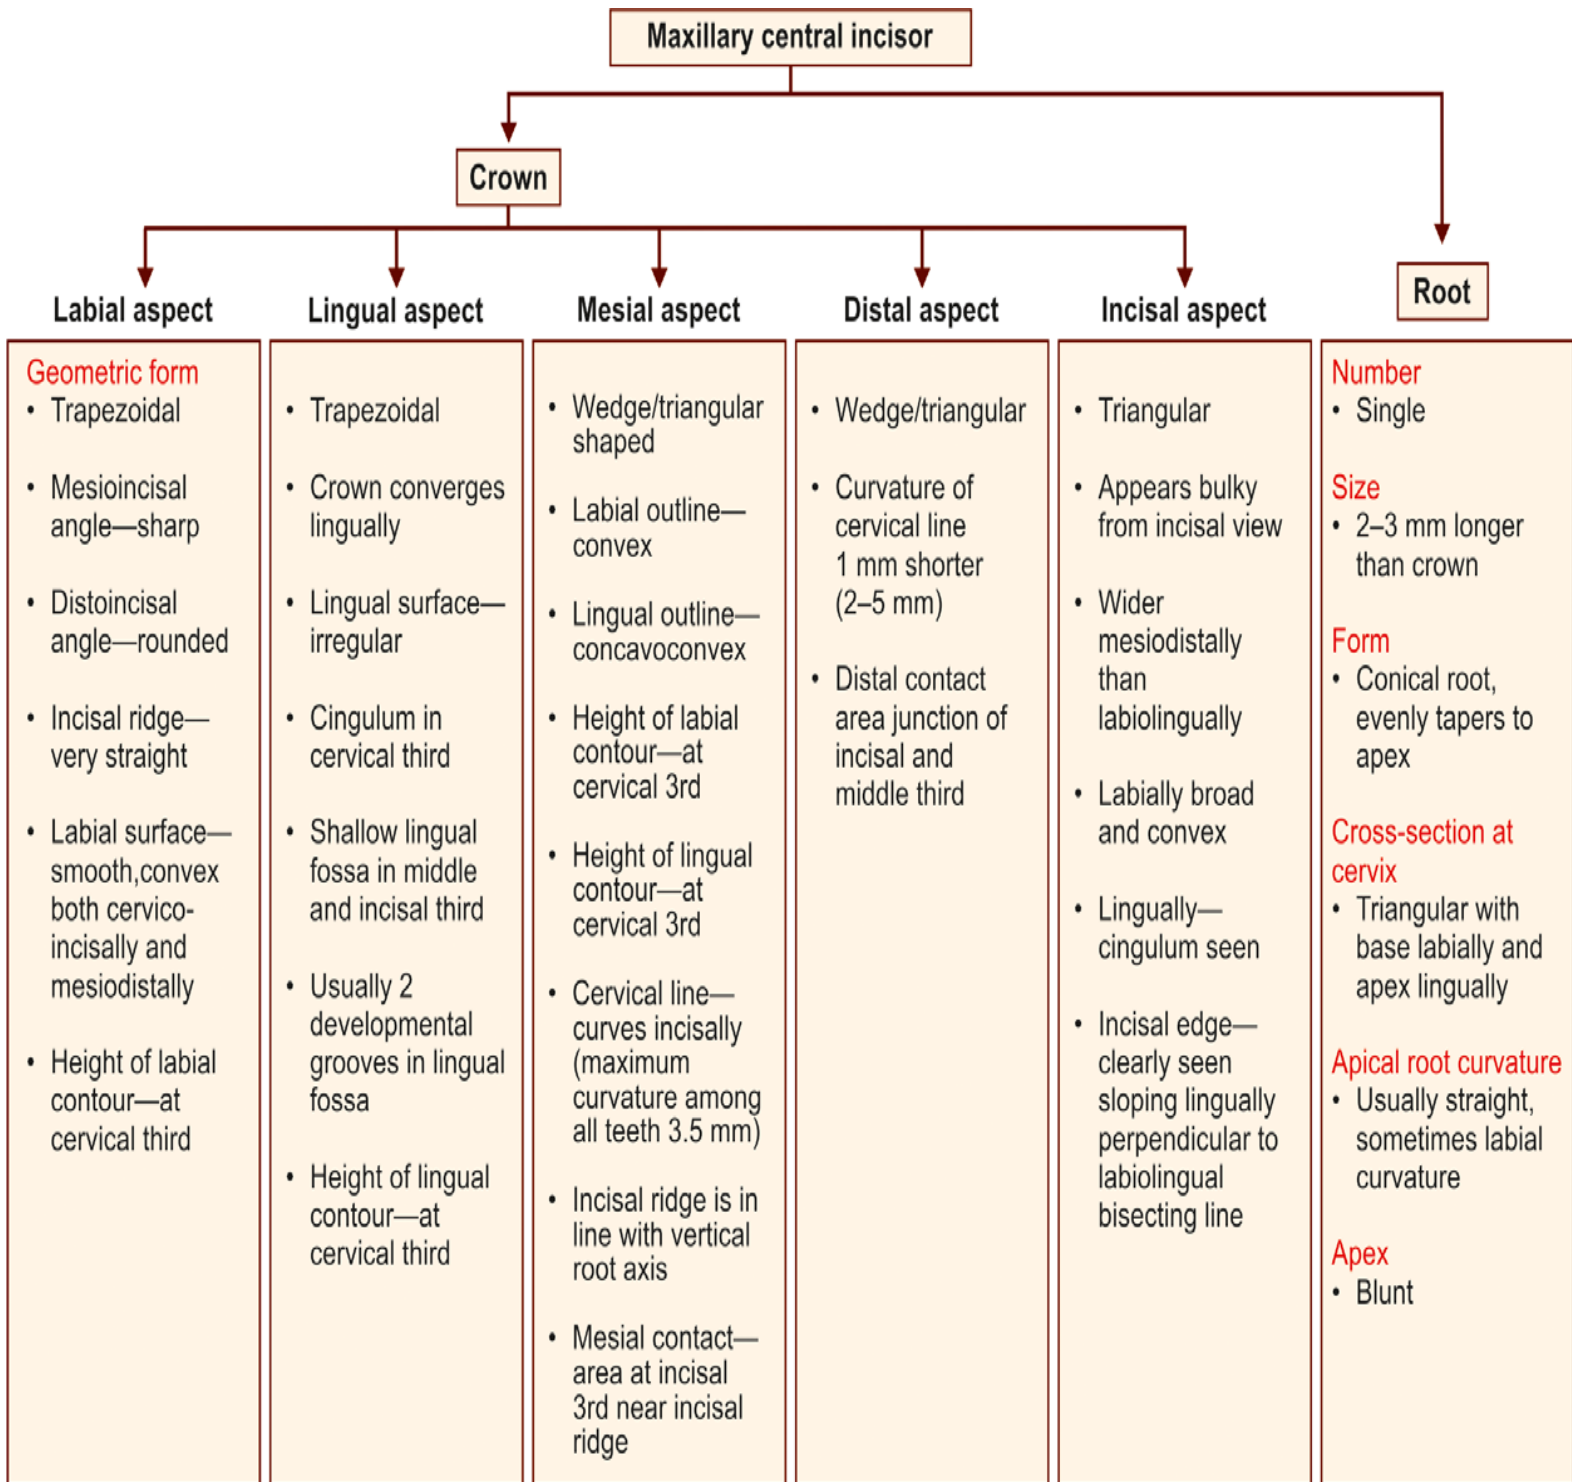 Maxillary central incisor
Crown
Root
Labial aspect
Geometric form
• Trapezoidal
• Mesioincisal
angle—sharp
• Distoincisal
angle—rounded
• Incisal ridge—
very straight
• Labial surface—
smooth,convex
both cervico-
incisally and
mesiodistally
• Height of labial
contour—at
cervical third
Lingual aspect
• Trapezoidal
• Crown converges
lingually
• Lingual surface—
irregular
• Cingulum in
cervical third
• Shallow lingual
fossa in middle
and incisal third
• Usually 2
developmental
grooves in lingual
fossa
• Height of lingual
contour—at
cervical third
Mesial aspect
• Wedge/triangular
shaped
• Labial outline—
convex
• Lingual outline—
concavoconvex
• Height of labial
contour—at
cervical 3rd
• Height of lingual
contour—at
cervical 3rd
• Cervical line—
curves incisally
(maximum
curvature among
all teeth 3.5 mm)
• Incisal ridge is in
line with vertical
root axis
• Mesial contact—
area at incisal
3rd near incisal
ridge
Distal aspect
• Wedge/triangular
• Curvature of
cervical line
1 mm shorter
(2–5 mm)
• Distal contact
area junction of
incisal and
middle third
Incisal aspect
• Triangular
• Appears bulky
from incisal view
• Wider
mesiodistally
than
labiolingually
• Labially broad
and convex
• Lingually—
cingulum seen
• Incisal edge—
clearly seen
sloping lingually
perpendicular to
labiolingual
bisecting line
Number
• Single
Size
• 2–3 mm longer
than crown
Form
• Conical root,
evenly tapers to
apex
Cross-section at
cervix
• Triangular with
base labially and
apex lingually
Apical root curvature
• Usually straight,
sometimes labial
curvature
Apex
• Blunt